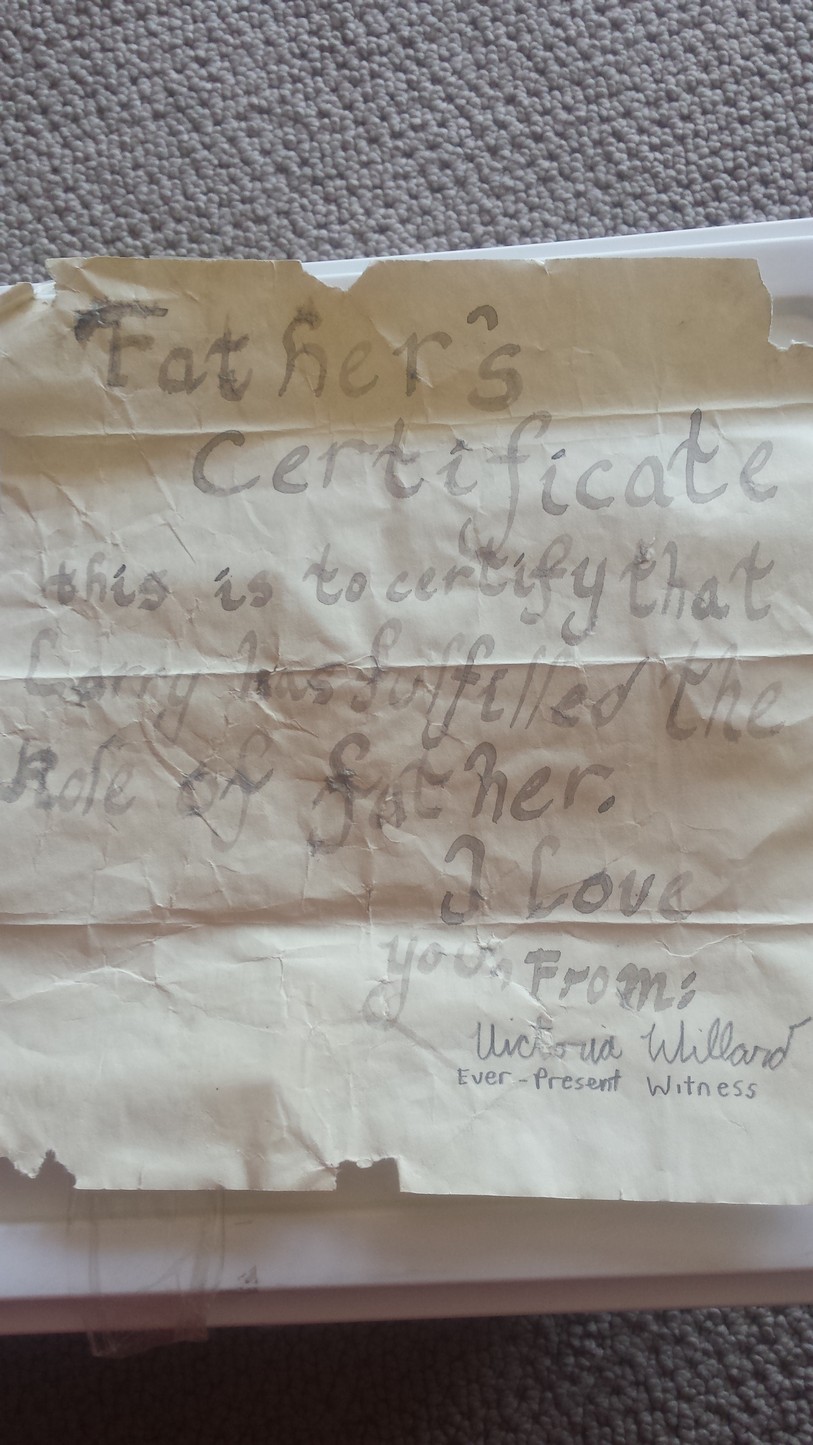 Father's
Certificate
this is to certify that
Larry has fulfilled the
Role of father.
I Love
you, From:
Victoria Willard
Ever-Present Witness